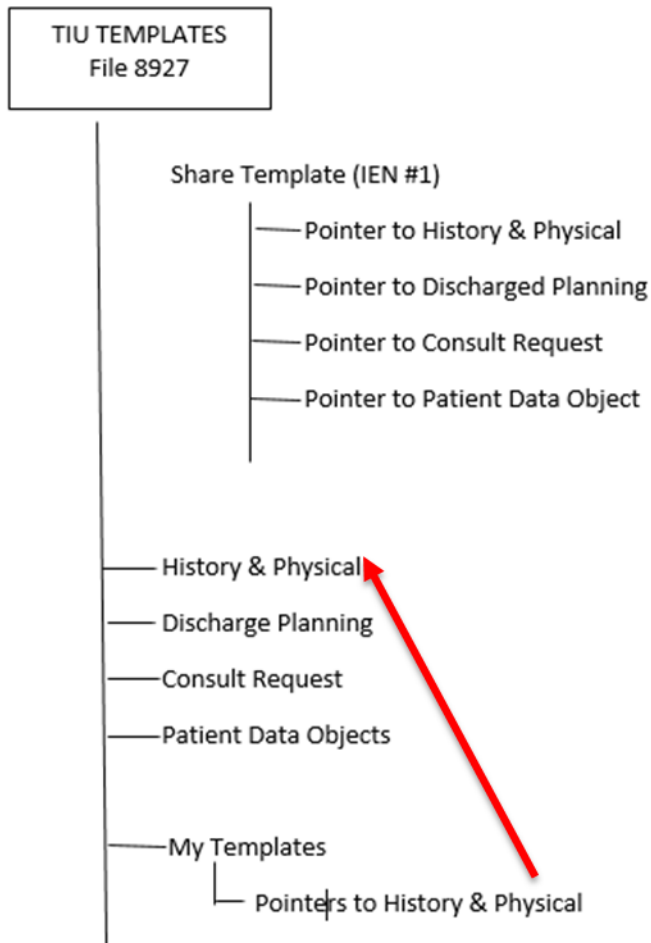 TIU TEMPLATES
File 8927
Share Template (IEN #1)
Pointer to History & Physical
Pointer to Discharged Planning
Pointer to Consult Request
Pointer to Patient Data Object
History & Physical
Discharge Planning
Consult Request
Patient Data Objects
My Templates
Pointers to History & Physical